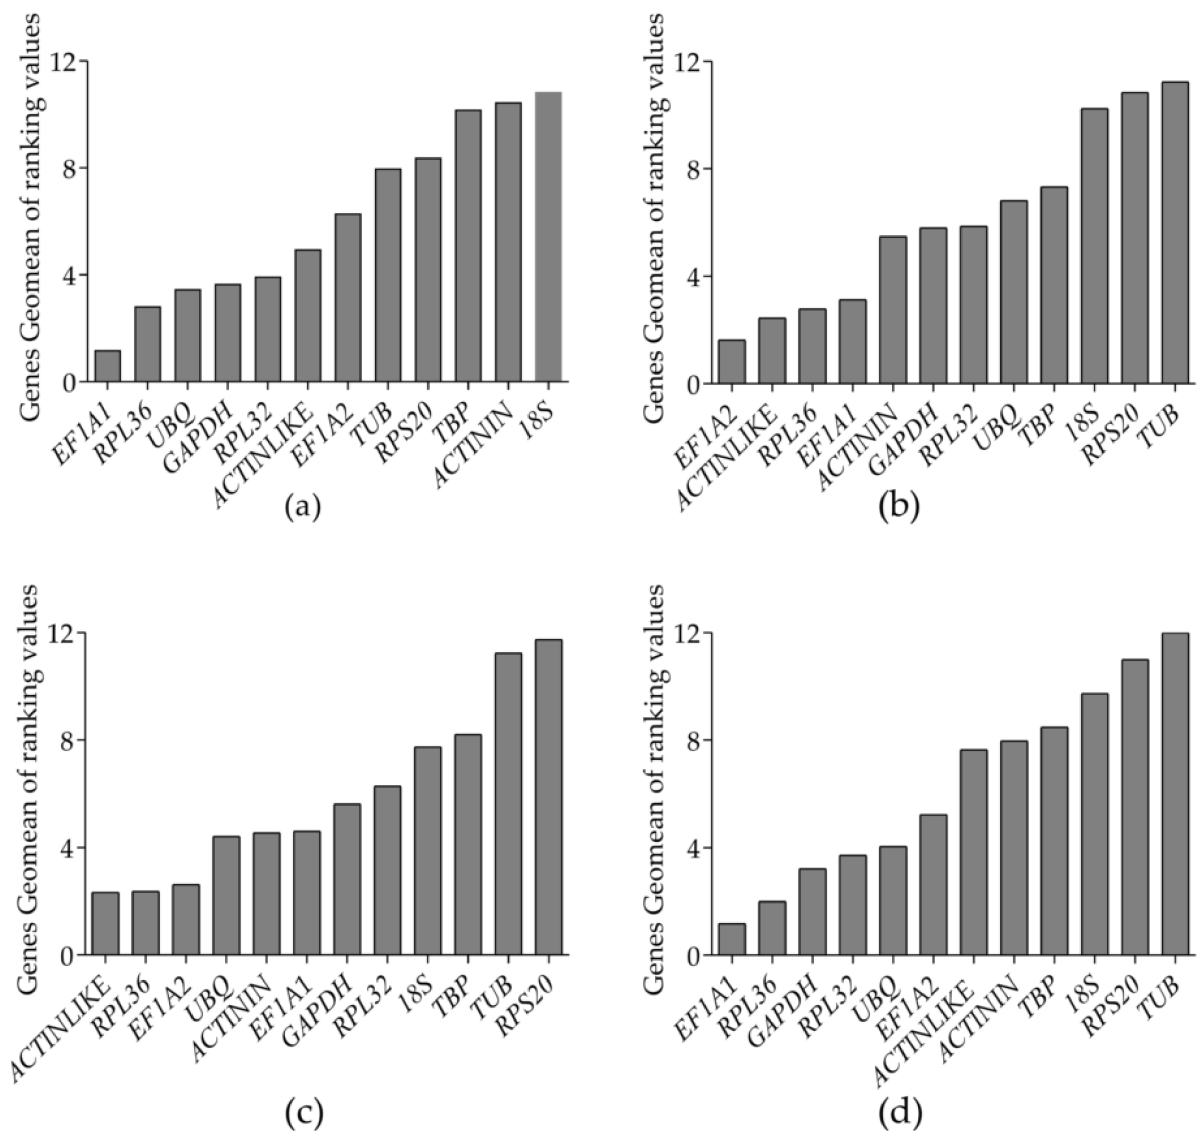 Genes Geomean of ranking values
12
8
4
0
EF1A1
RPL36
UBQ
GAPDH
RPL32
ACTINLIKE
EF1A2
TUB
RPS20
TBP
ACTININ
18S
(a)
Genes Geomean of ranking values
12
8
4
0
EF1A2
ACTINLIKE
RPL36
EF1A1
ACTININ
GAPDH
RPL32
UBQ
TBP
18S
RPS20
TUB
(b)
Genes Geomean of ranking values
12
8
4
0
ACTINLIKE
RPL36
EF1A2
UBQ
ACTININ
EF1A1
GAPDH
RPL32
18S
TBP
TUB
RPS20
(c)
Genes Geomean of ranking values
12
8
4
0
EF1A1
RPL36
GAPDH
RPL32
UBQ
EF1A2
ACTINLIKE
ACTININ
TBP
18S
RPS20
TUB
(d)